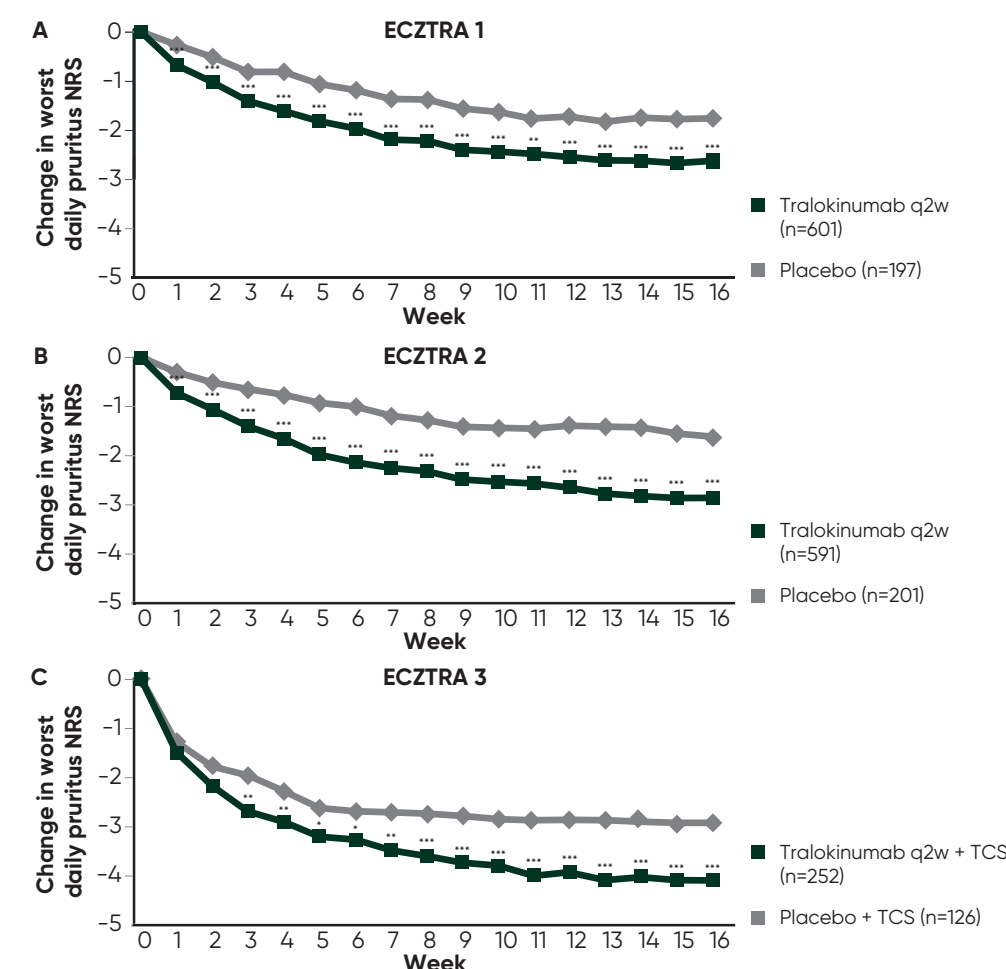 A
ECZTRA 1
Change in worst
daily pruritus NRS
0
−1
−2
−3
−4
−5
*** *** *** *** *** *** *** *** *** *** ** *** *** *** *** ***
0 1 2 3 4 5 6 7 8 9 10 11 12 13 14 15 16
Week
Tralokinumab q2w
(n=601)
Placebo (n=197)
B
ECZTRA 2
Change in worst
daily pruritus NRS
0
−1
−2
−3
−4
−5
*** *** *** *** *** *** *** *** *** *** *** *** *** *** *** ***
0 1 2 3 4 5 6 7 8 9 10 11 12 13 14 15 16
Week
Tralokinumab q2w
(n=591)
Placebo (n=201)
C
ECZTRA 3
Change in worst
daily pruritus NRS
0
−1
−2
−3
−4
−5
** ** * * ** *** *** *** *** *** *** *** *** ***
0 1 2 3 4 5 6 7 8 9 10 11 12 13 14 15 16
Week
Tralokinumab q2w + TCS
(n=252)
Placebo + TCS (n=126)